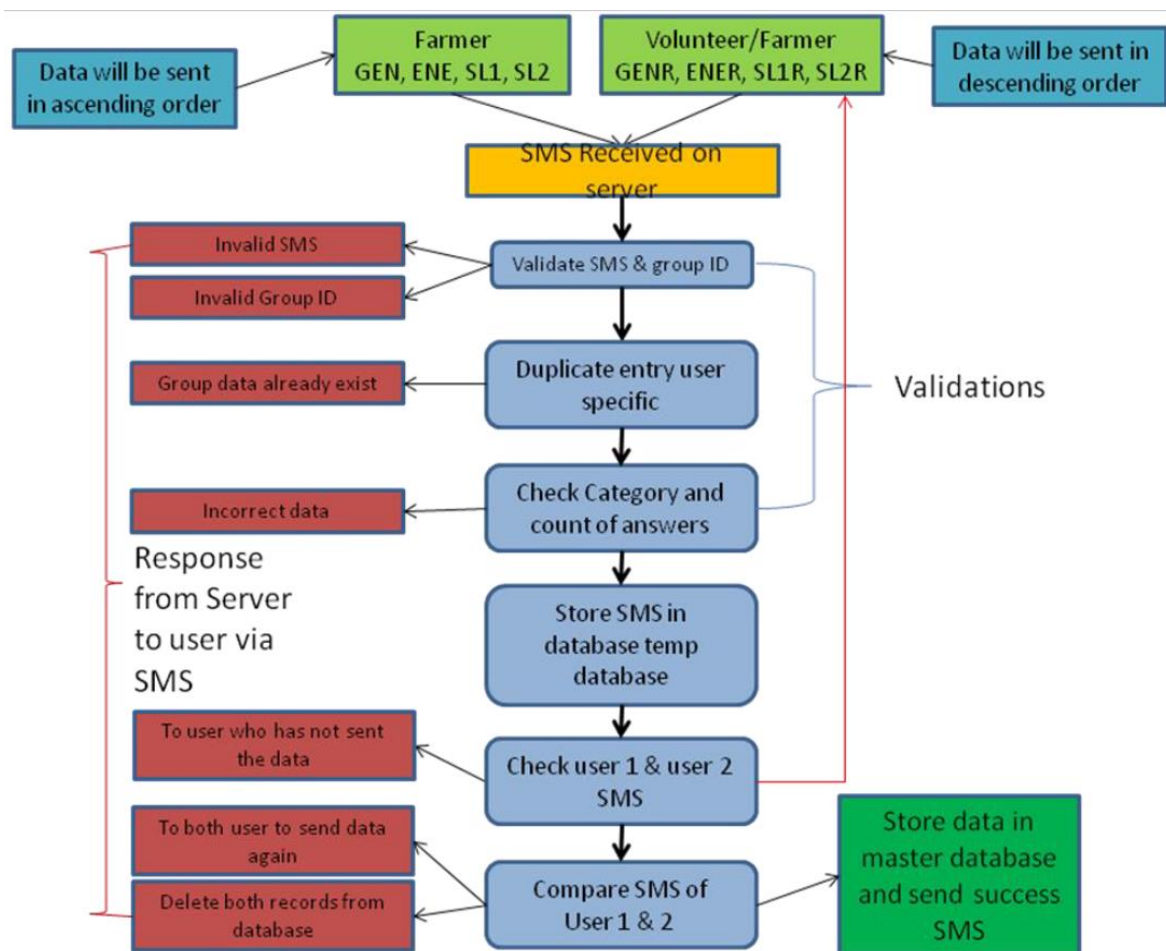 Farmer
GEN, ENE, SL1, SL2
Volunteer/Farmer
GENR, ENER, SL1R, SL2R
Data will be sent
in ascending order
Data will be sent in
descending order
SMS Received on
server
Invalid SMS
Validate SMS & group ID
Invalid Group ID
Group data already exist
Duplicate entry user
specific
Validations
Incorrect data
Check Category and
count of answers
Response
from Server
to user via
SMS
Store SMS in
database temp
database
To user who has not sent
the data
Check user 1 & user 2
SMS
To both user to send data
again
Delete both records from
database
Compare SMS of
User 1 & 2
Store data in
master database
and send success
SMS